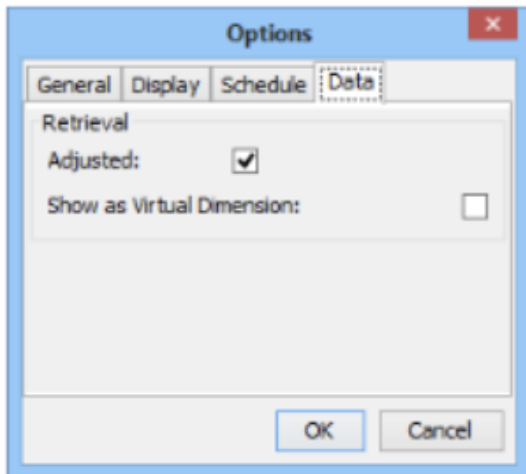 Options
General Display Schedule Data
Retrieval
Adjusted:
Show as Virtual Dimension:
OK Cancel